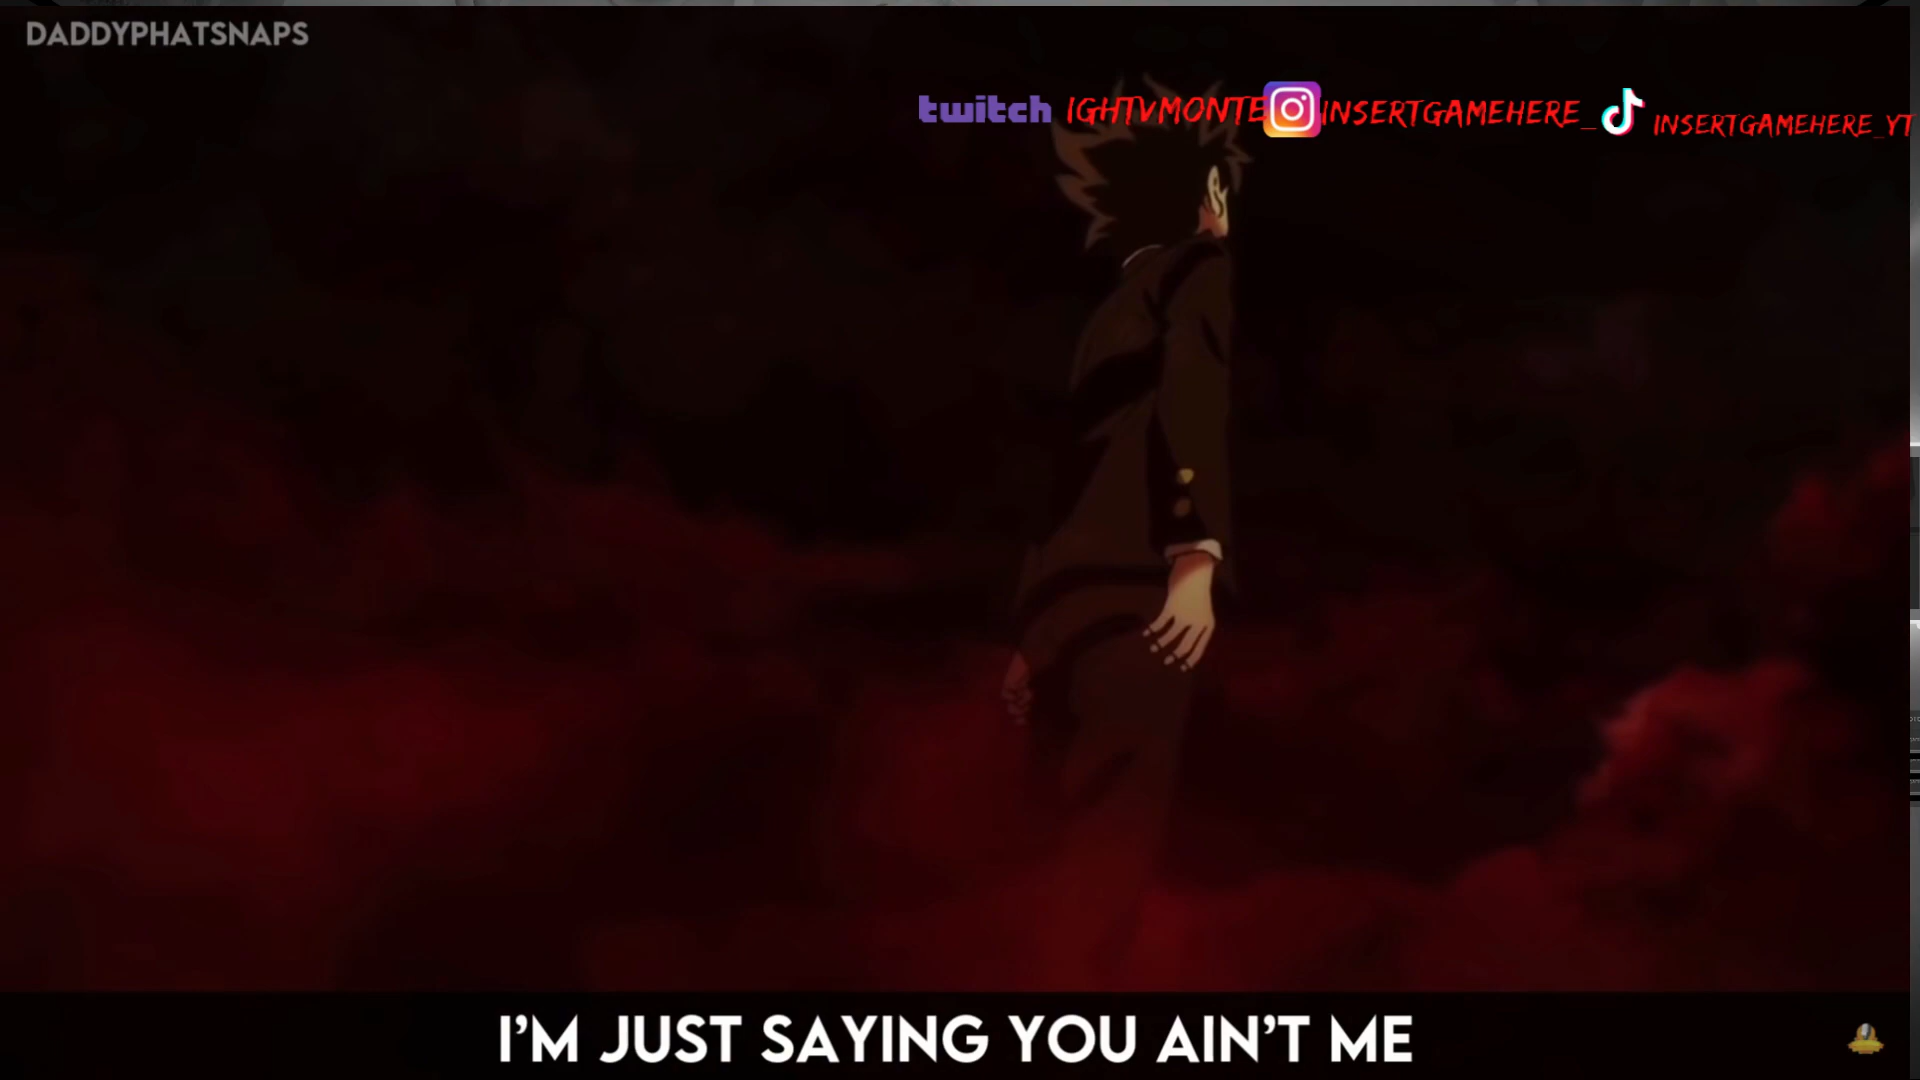 DADDYPHATSNAPS
twitch IGHTVMONTE INSERTGAMEHERE_ INSERTGAMEHERE_YT
I'M JUST SAYING YOU AIN'T ME